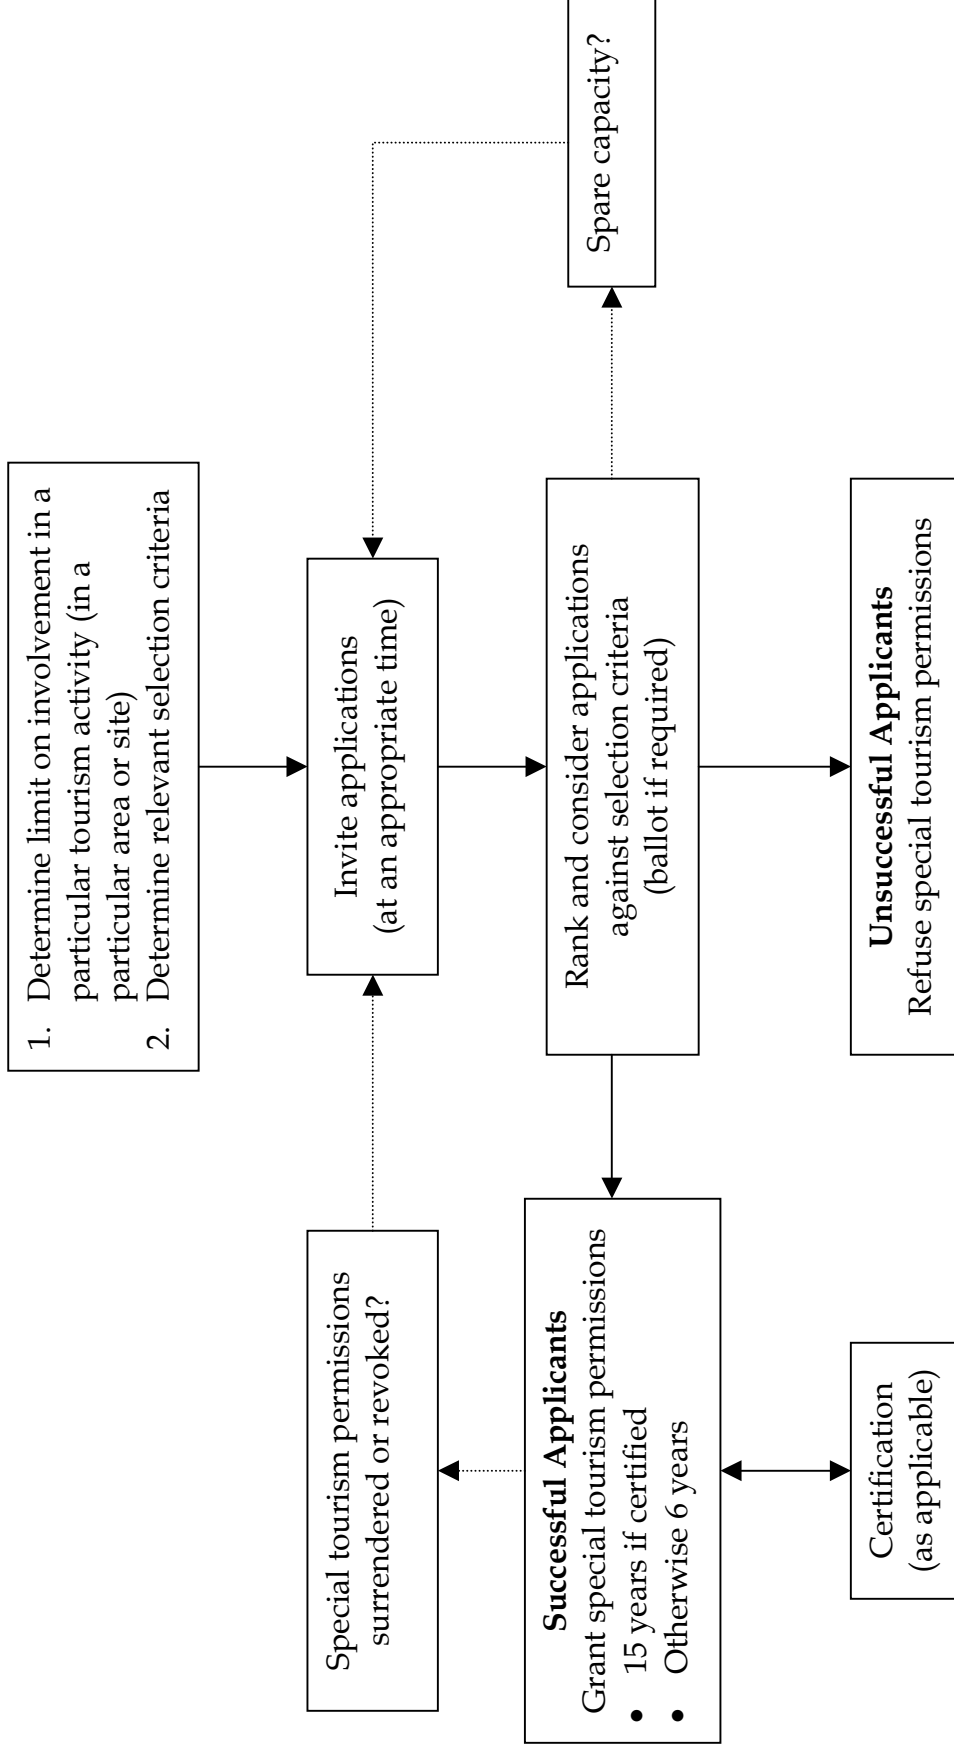 1. Determine limit on involvement in a
particular tourism activity (in a
particular area or site)
2. Determine relevant selection criteria
Special tourism permissions
surrendered or revoked?
Invite applications
(at an appropriate time)
Successful Applicants
Grant special tourism permissions
• 15 years if certified
• Otherwise 6 years
Rank and consider applications
against selection criteria
(ballot if required)
Spare capacity?
Certification
(as applicable)
Unsuccessful Applicants
Refuse special tourism permissions